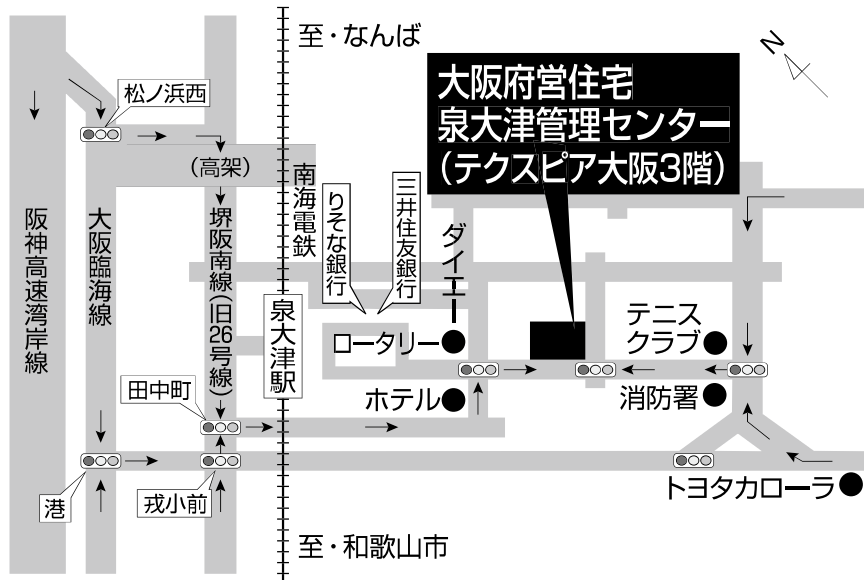 至・なんば
N
大阪府営住宅
泉大津管理センター
(テクスピア大阪3階)
松ノ浜西
(高架)
南海電鉄
りそな銀行
三井住友銀行
ダイエー
阪神高速湾岸線
大阪臨海線
堺阪南線(旧26号線)
泉大津駅
ロータリー
テニス
クラブ
田中町
ホテル
消防署
港
戎小前
トヨタカローラ
至・和歌山市